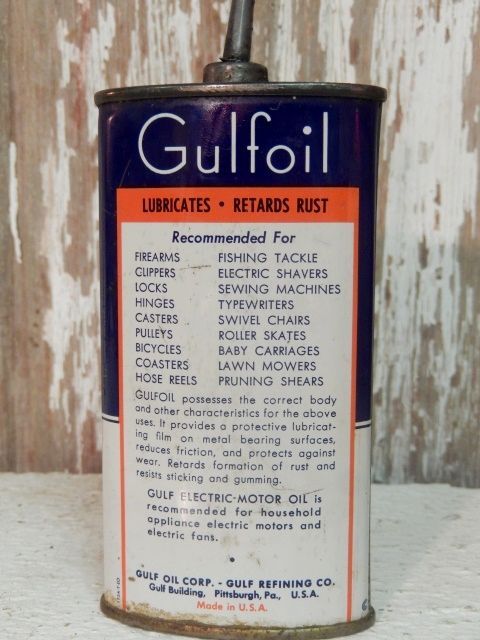 Gulfoil
LUBRICATES • RETARDS RUST
Recommended For
FIREARMS FISHING TACKLE
CLIPPERS ELECTRIC SHAVERS
LOCKS SEWING MACHINES
HINGES TYPEWRITERS
CASTERS SWIVEL CHAIRS
PULLEYS ROLLER SKATES
BICYCLES BABY CARRIAGES
COASTERS LAWN MOWERS
HOSE REELS PRUNING SHEARS
GULFOIL possesses the correct body
and other characteristics for the above
uses. It provides a protective lubricat-
ing film on metal bearing surfaces,
reduces friction, and protects against
wear. Retards formation of rust and
resists sticking and gumming.
GULF ELECTRIC-MOTOR OIL is
recommended for household
appliance electric motors and
electric fans.
GULF OIL CORP. - GULF REFINING CO.
Gulf Building, Pittsburgh, Pa., U.S.A.
Made in U.S.A.